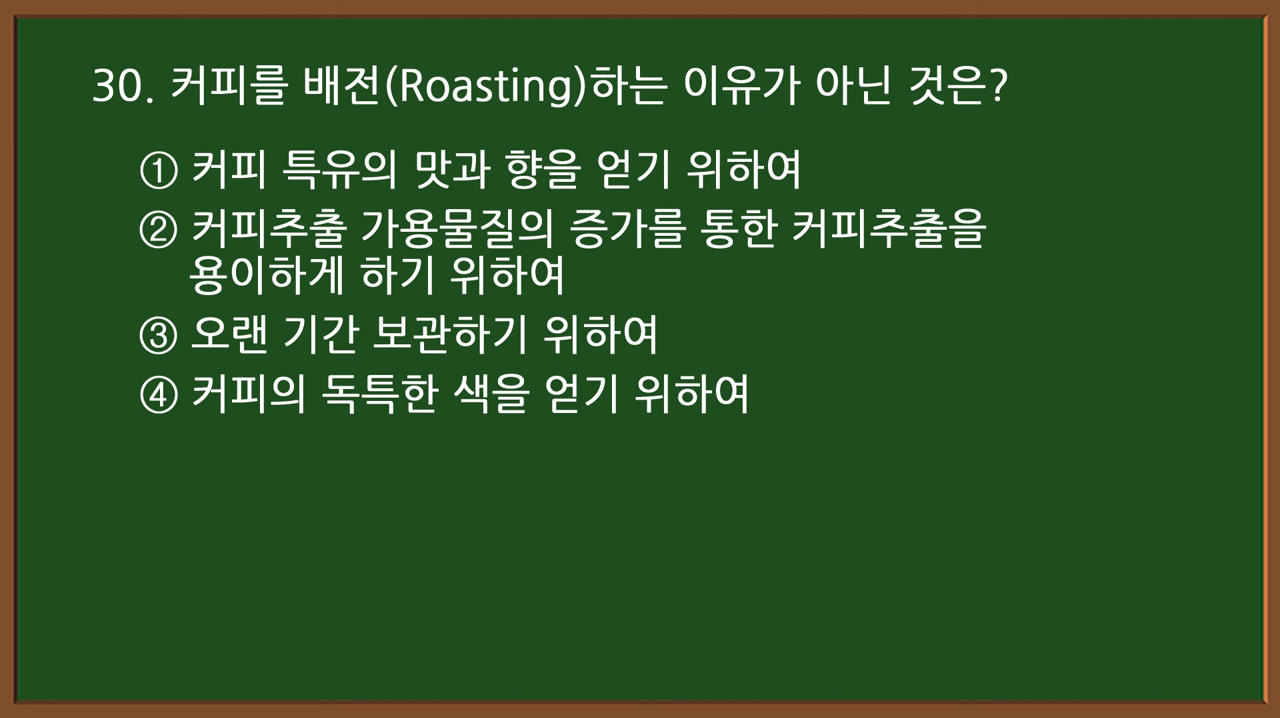 30. 커피를 배전(Roasting)하는 이유가 아닌 것은?
① 커피 특유의 맛과 향을 얻기 위하여
② 커피추출 가용물질의 증가를 통한 커피추출을
용이하게 하기 위하여
③ 오랜 기간 보관하기 위하여
④ 커피의 독특한 색을 얻기 위하여